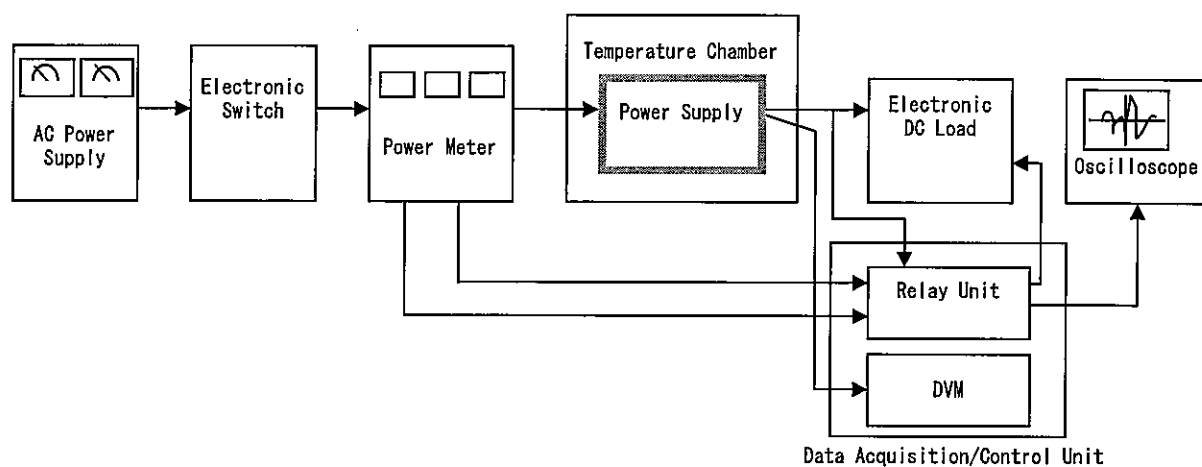 AC Power
Supply
Electronic
Switch
Power Meter
Temperature Chamber
Power Supply
Electronic
DC Load
Oscilloscope
Relay Unit
DVM
Data Acquisition/Control Unit